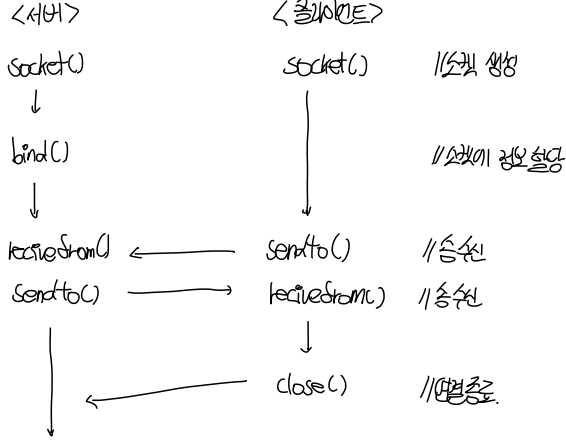 <서버> <클라이언트>
socket() socket() //소켓 생성
bind() //소켓에 정보 할당
recivefrom() sendto() //송수신
sendto() recivefrom() //송수신
close() //연결종료.